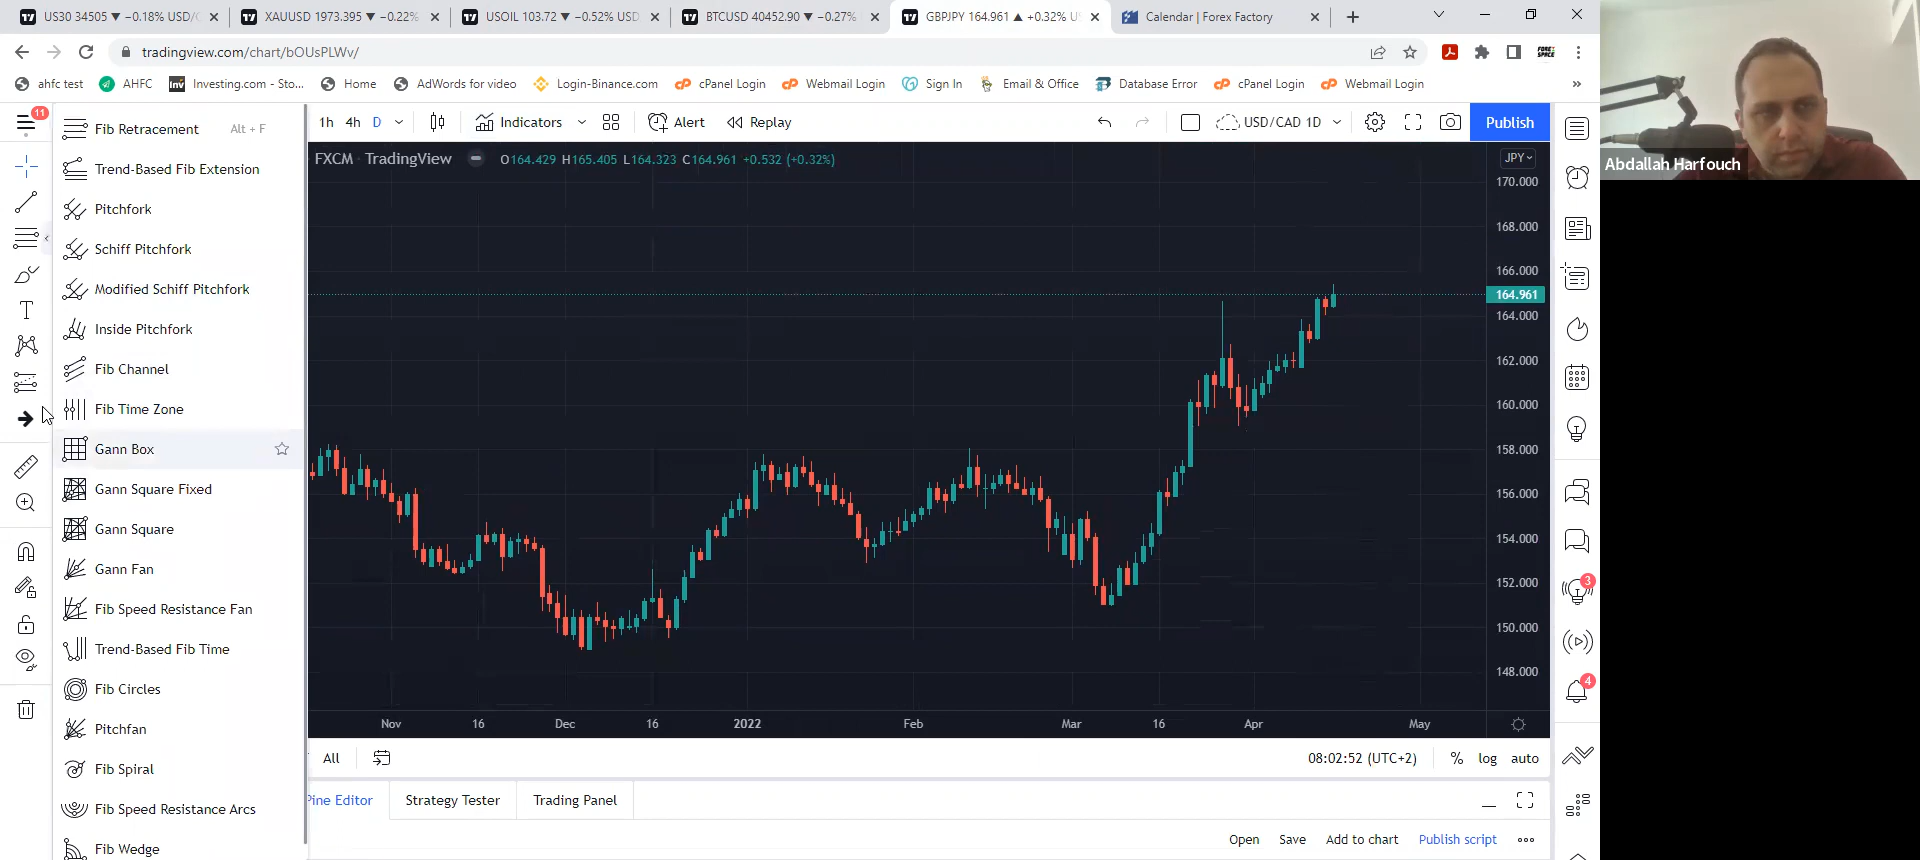 US30 34505 ▼ −0.18% USD/C
XAUUSD 1973.395 ▼ −0.22%
USOIL 103.72 ▼ −0.52% USD
BTCUSD 40452.90 ▼ −0.27%
GBPJPY 164.961 ▲ +0.32% U
Calendar | Forex Factory
tradingview.com/chart/bOUsPLWv/
ahfc test
AHFC
Investing.com - Sto...
Home
AdWords for video
Login-Binance.com
cPanel Login
Webmail Login
Sign In
Email & Office
Database Error
cPanel Login
Webmail Login
11
Fib Retracement Alt + F
Trend-Based Fib Extension
Pitchfork
Schiff Pitchfork
Modified Schiff Pitchfork
Inside Pitchfork
Fib Channel
Fib Time Zone
Gann Box
Gann Square Fixed
Gann Square
Gann Fan
Fib Speed Resistance Fan
Trend-Based Fib Time
Fib Circles
Pitchfan
Fib Spiral
Fib Speed Resistance Arcs
Fib Wedge
1h 4h D Indicators Alert Replay USD/CAD 1D Publish
FXCM TradingView O164.429 H165.405 L164.323 C164.961 +0.532 (+0.32%)
JPY
170.000
168.000
166.000
164.961
164.000
162.000
160.000
158.000
156.000
154.000
152.000
150.000
148.000
Nov 16 Dec 16 2022 Feb Mar 16 Apr May
All 08:02:52 (UTC+2) % log auto
Pine Editor Strategy Tester Trading Panel
Open Save Add to chart Publish script
3
4
Abdallah Harfouch